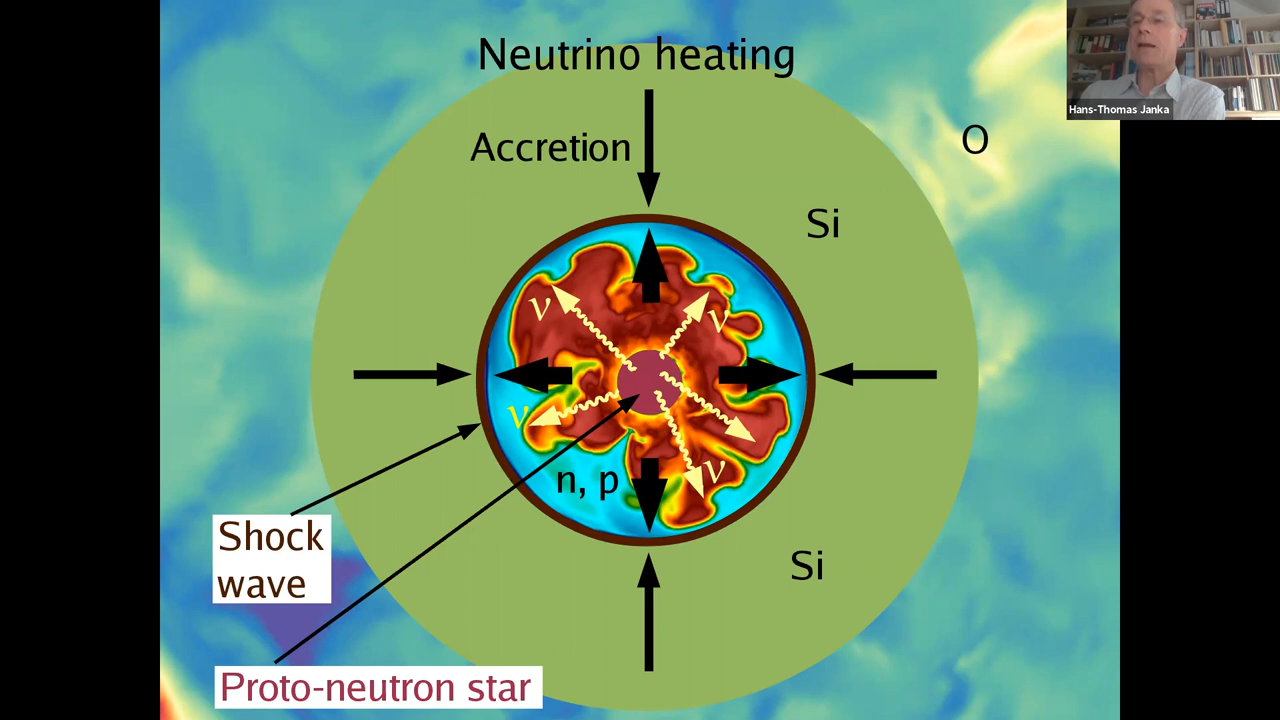 Neutrino heating
Hans-Thomas Janka
Accretion
O
Si
ν
ν
ν
n, p
ν
Shock
wave
Si
Proto-neutron star